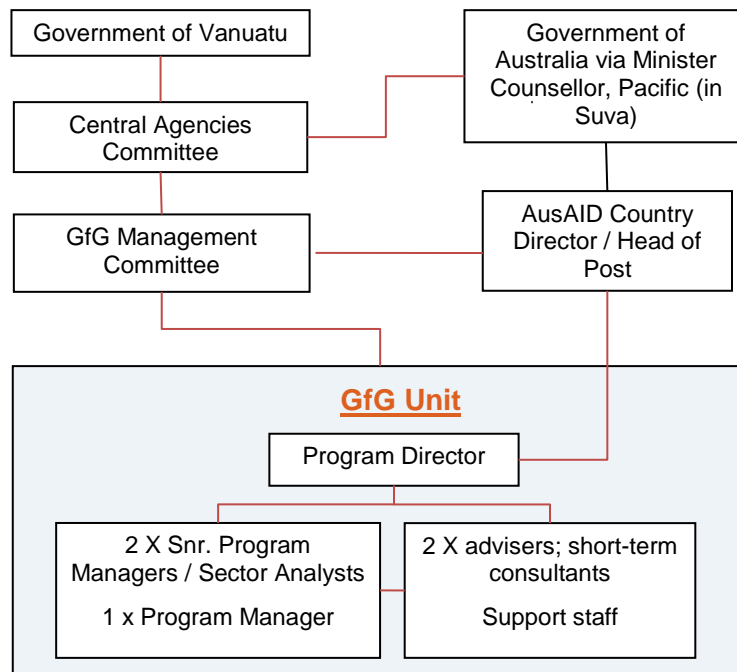 Government of Vanuatu
Government of
Australia via Minister
Counsellor, Pacific (in
Suva)
Central Agencies
Committee
GfG Management
Committee
AusAID Country
Director / Head of
Post
GfG Unit
Program Director
2 X Snr. Program
Managers / Sector Analysts
1 x Program Manager
2 X advisers; short-term
consultants
Support staff